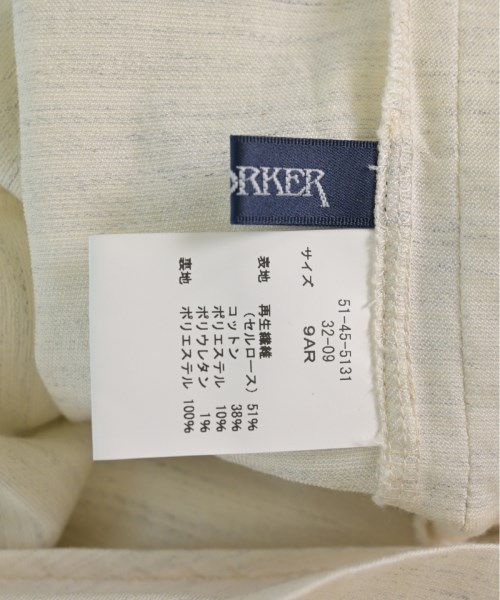 ORKER
51-45-5131
32-09
サイズ 9AR
表地 再生繊維
(セルロース) 51%
コットン 38%
ポリエステル 10%
ポリウレタン 1%
裏地 ポリエステル 100%